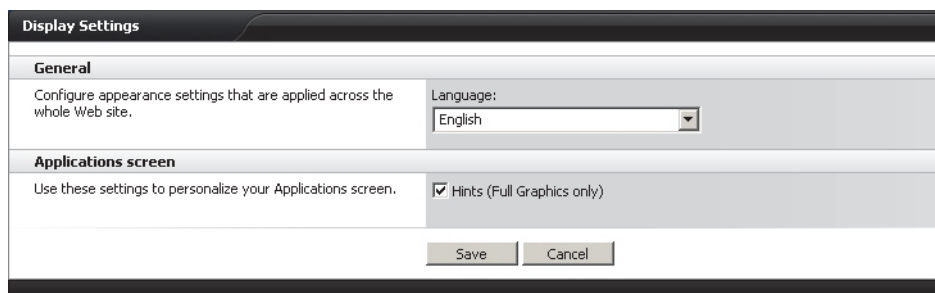 Display Settings
General
Configure appearance settings that are applied across the
whole Web site.
Language:
English
Applications screen
Use these settings to personalize your Applications screen.
Hints (Full Graphics only)
Save
Cancel